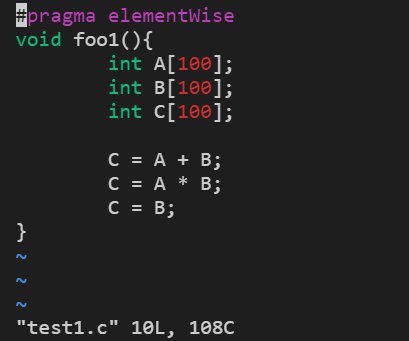 #pragma elementWise
void foo1(){
        int A[100];
        int B[100];
        int C[100];

        C = A + B;
        C = A * B;
        C = B;
}
~
~
~
"test1.c" 10L, 108C